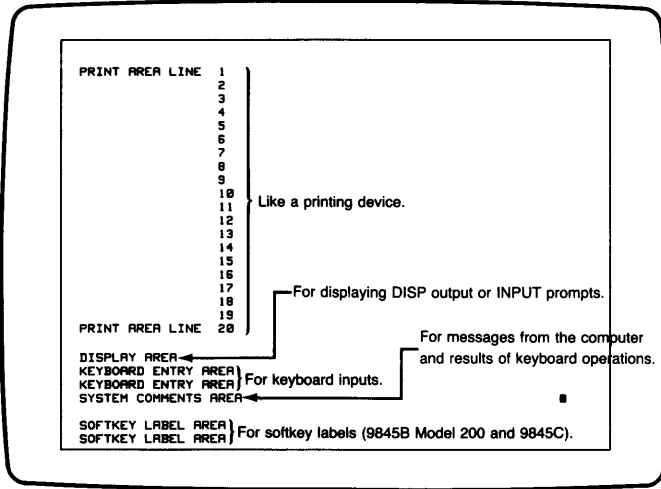 PRINT AREA LINE 1
2
3
4
5
6
7
8
9
10
11
12
13
14
15
16
17
18
19
PRINT AREA LINE 20
Like a printing device.
For displaying DISP output or INPUT prompts.
For messages from the computer
and results of keyboard operations.
DISPLAY AREA
KEYBOARD ENTRY AREA
KEYBOARD ENTRY AREA
For keyboard inputs.
SYSTEM COMMENTS AREA
SOFTKEY LABEL AREA
SOFTKEY LABEL AREA
For softkey labels (9845B Model 200 and 9845C).